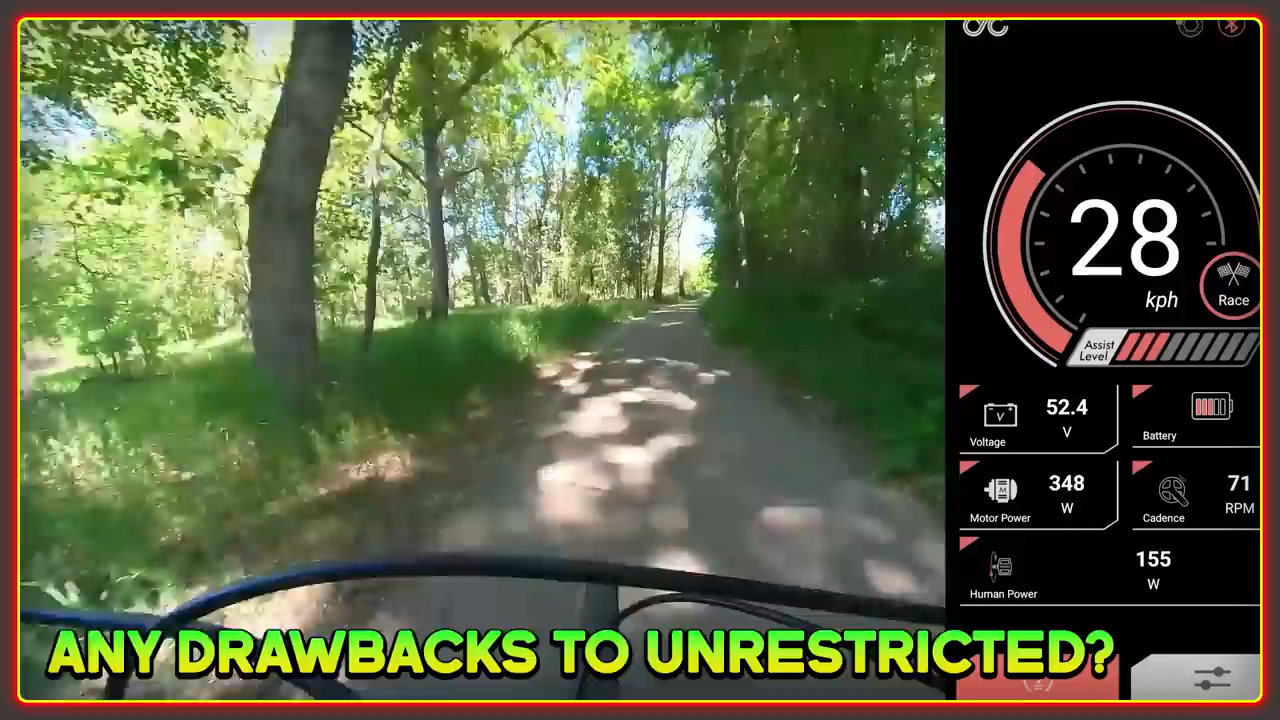 28
kph
Race
Assist
Level
52.4
V
Voltage
Battery
348
W
Motor Power
71
RPM
Cadence
155
W
Human Power
ANY DRAWBACKS TO UNRESTRICTED?